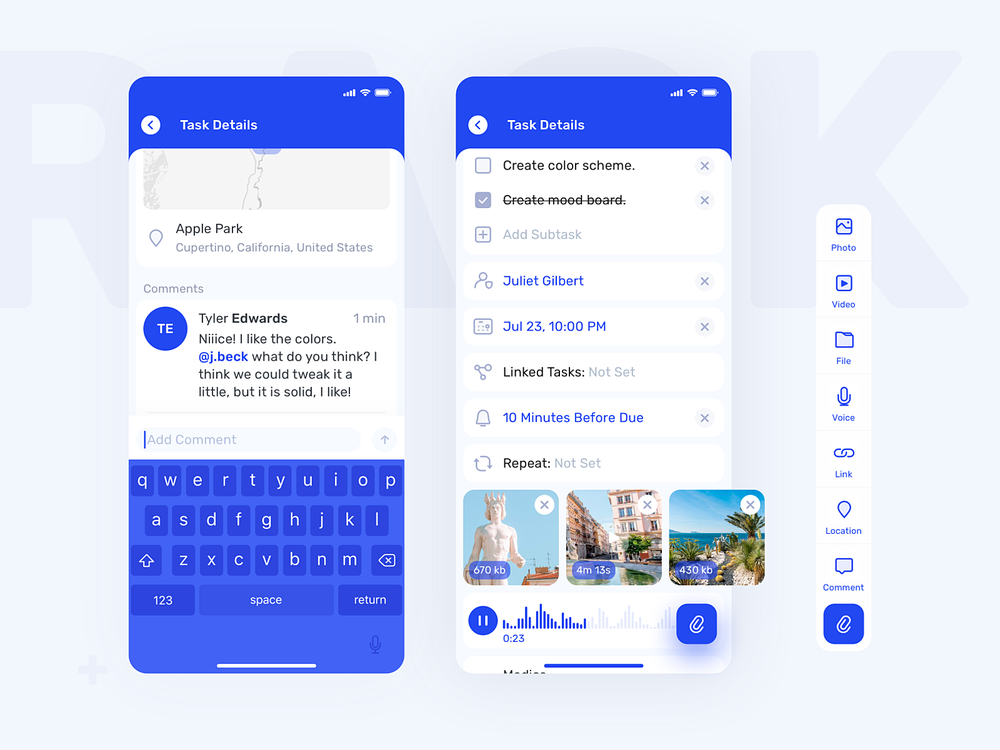 Task Details
Apple Park
Cupertino, California, United States
Comments
TE
Tyler Edwards
1 min
Niiice! I like the colors.
@j.beck what do you think? I
think we could tweak it a
little, but it is solid, I like!
Add Comment
q w e r t y u i o p
a s d f g h j k l
z x c v b n m
123 space return
Task Details
Create color scheme.
Create mood board.
Add Subtask
Juliet Gilbert
Jul 23, 10:00 PM
Linked Tasks: Not Set
10 Minutes Before Due
Repeat: Not Set
670 kb
4m 13s
430 kb
0:23
Photo
Video
File
Voice
Link
Location
Comment